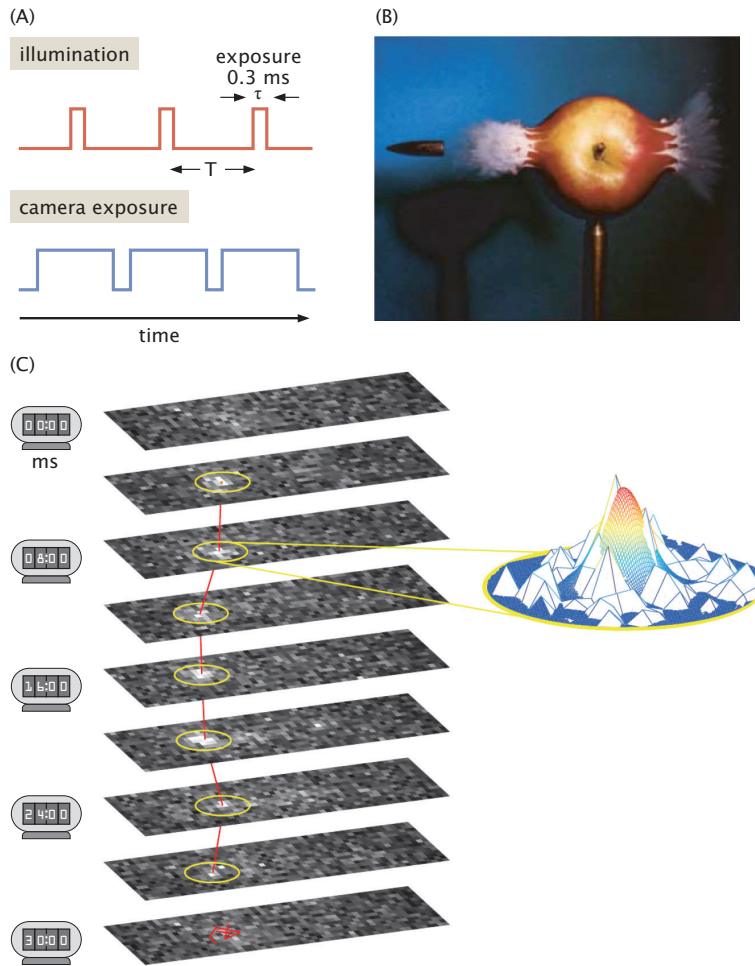 (A)
illumination
exposure
0.3 ms
τ
T
camera exposure
time
(B)
(C)
00:00
ms
08:00
16:00
24:00
30:00